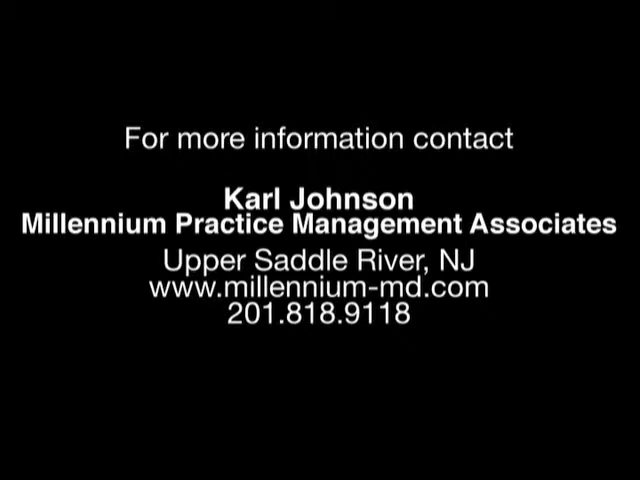 For more information contact
Karl Johnson
Millennium Practice Management Associates
Upper Saddle River, NJ
www.millennium-md.com
201.818.9118